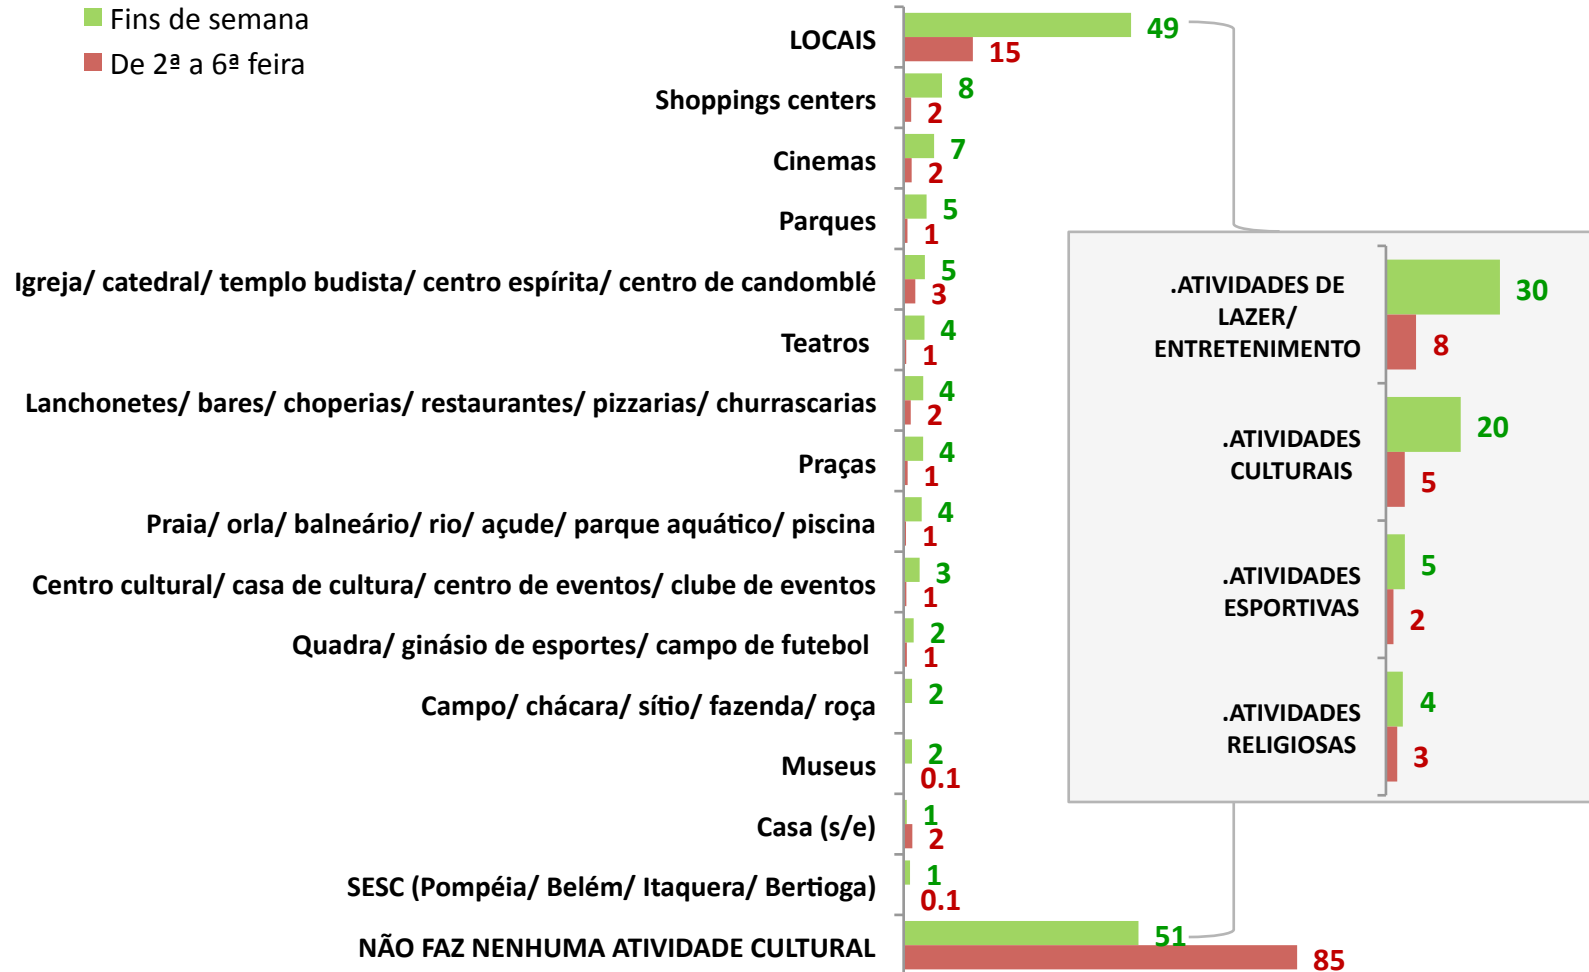 Fins de semana
De 2ª a 6ª feira
LOCAIS
49
15
Shoppings centers
8
2
Cinemas
7
2
Parques
5
1
Igreja/ catedral/ templo budista/ centro espírita/ centro de candomblé
5
3
Teatros
4
1
Lanchonetes/ bares/ choperias/ restaurantes/ pizzarias/ churrascarias
4
2
Praças
4
1
Praia/ orla/ balneário/ rio/ açude/ parque aquático/ piscina
4
1
Centro cultural/ casa de cultura/ centro de eventos/ clube de eventos
3
1
Quadra/ ginásio de esportes/ campo de futebol
2
1
Campo/ chácara/ sítio/ fazenda/ roça
2
Museus
2
0.1
Casa (s/e)
1
2
SESC (Pompéia/ Belém/ Itaquera/ Bertioga)
1
0.1
NÃO FAZ NENHUMA ATIVIDADE CULTURAL
51
85
.ATIVIDADES DE
LAZER/
ENTRETENIMENTO
30
8
.ATIVIDADES
CULTURAIS
20
5
.ATIVIDADES
ESPORTIVAS
5
2
.ATIVIDADES
RELIGIOSAS
4
3